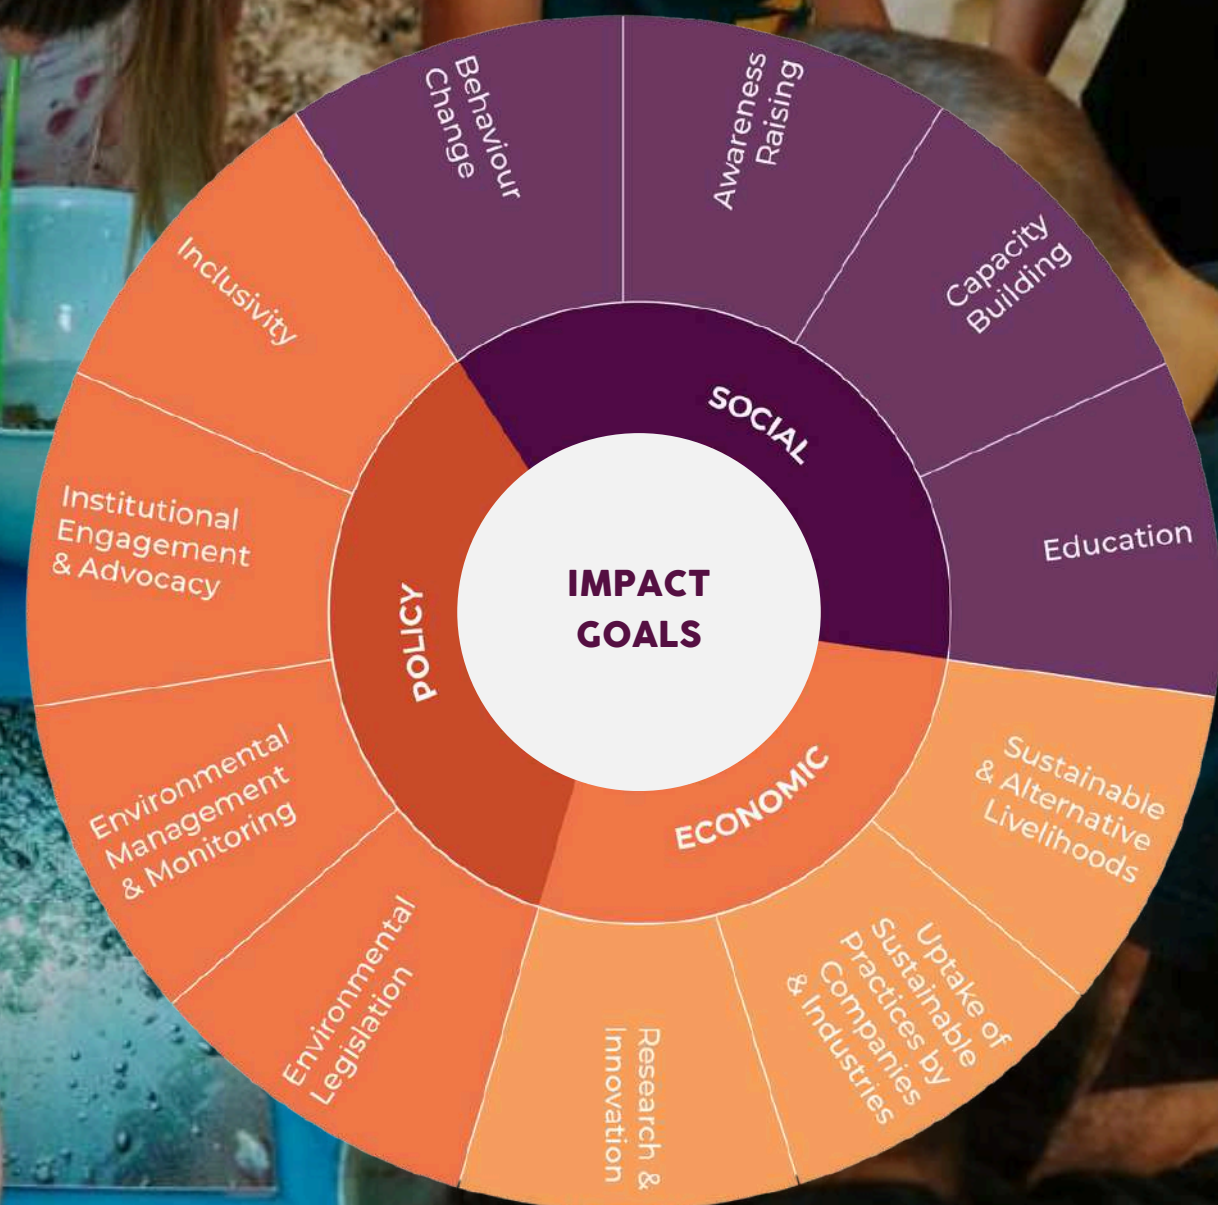 IMPACT
GOALS
SOCIAL
Behaviour
Change
Awareness
Raising
Capacity
Building
Education
ECONOMIC
Sustainable
& Alternative
Livelihoods
Uptake of
Sustainable
Practices by
Companies
& Industries
Research &
Innovation
POLICY
Environmental
Legislation
Environmental
Management
& Monitoring
Institutional
Engagement
& Advocacy
Inclusivity